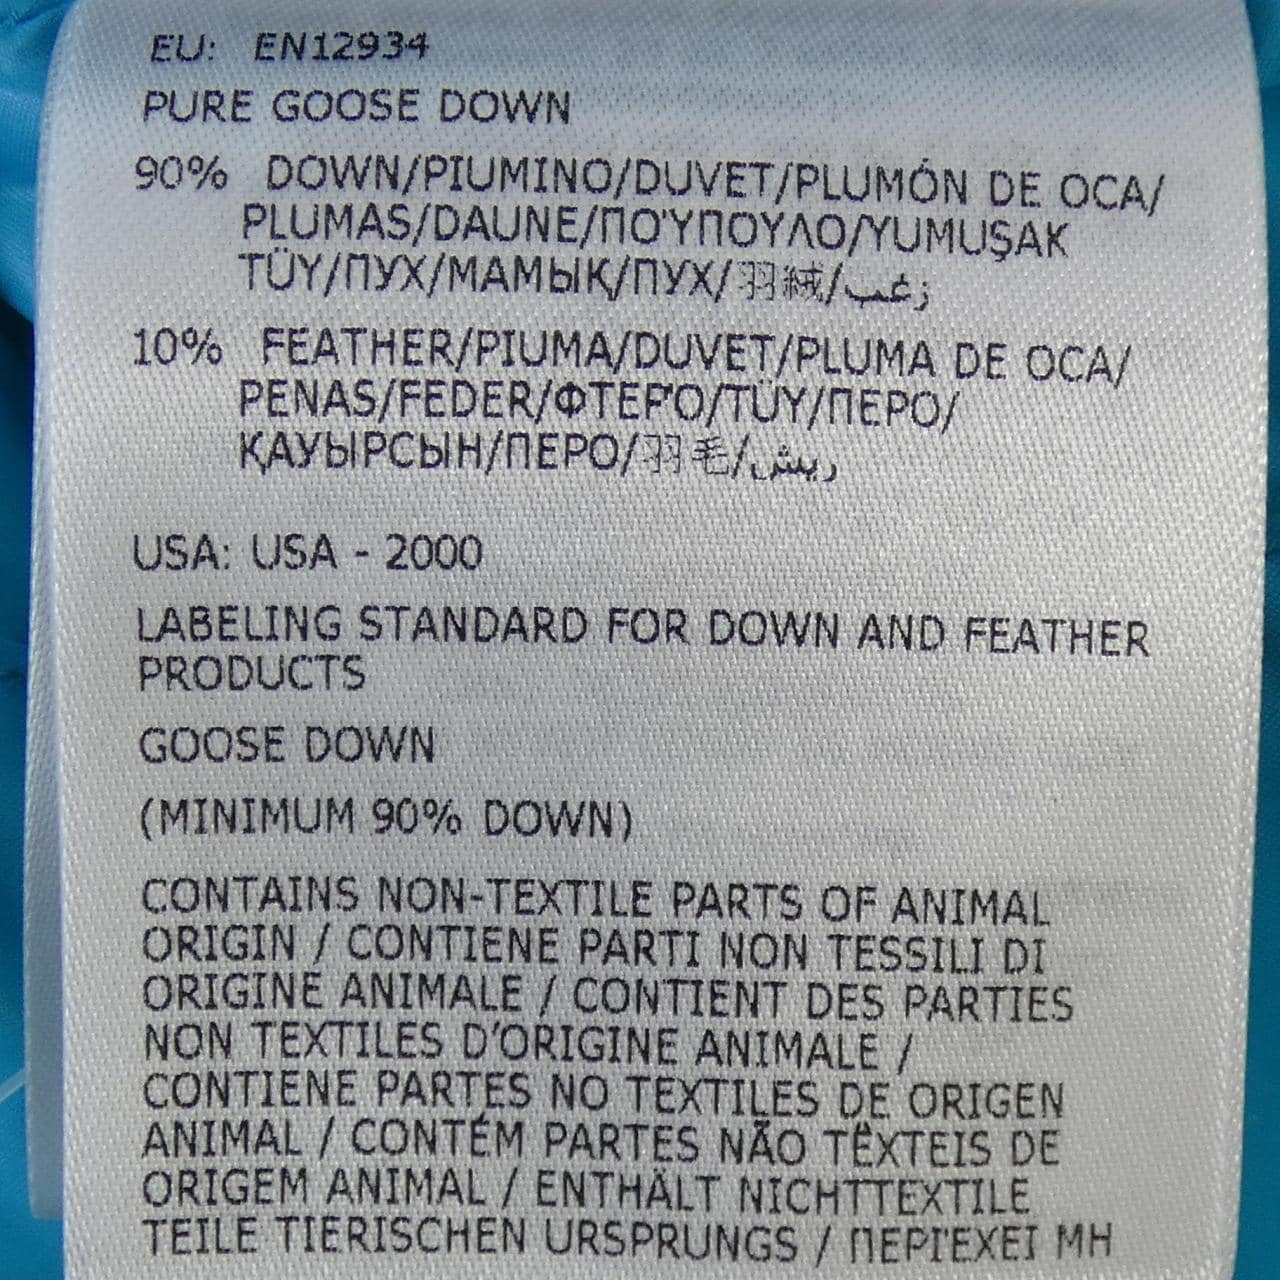 EU: EN12934
PURE GOOSE DOWN
90% DOWN/PIUMINO/DUVET/PLUMÓN DE OCA/
PLUMAS/DAUNE/ΠΟΎΠΟΥΛΟ/YUMUŞAK
TÜY/ПУХ/МАМЫҚ/ПУХ/羽絨/زغب
10% FEATHER/PIUMA/DUVET/PLUMA DE OCA/
PENAS/FEDER/ΦΤΕΡΌ/TÜY/ПЕРО/
ҚАУЫРСЫН/ПЕРО/羽毛/ريش
USA: USA - 2000
LABELING STANDARD FOR DOWN AND FEATHER
PRODUCTS
GOOSE DOWN
(MINIMUM 90% DOWN)
CONTAINS NON-TEXTILE PARTS OF ANIMAL
ORIGIN / CONTIENE PARTI NON TESSILI DI
ORIGINE ANIMALE / CONTIENT DES PARTIES
NON TEXTILES D'ORIGINE ANIMALE /
CONTIENE PARTES NO TEXTILES DE ORIGEN
ANIMAL / CONTÉM PARTES NÃO TÊXTEIS DE
ORIGEM ANIMAL / ENTHÄLT NICHTTEXTILE
TEILE TIERISCHEN URSPRUNGS / ΠΕΡΙΈΧΕΙ ΜΗ